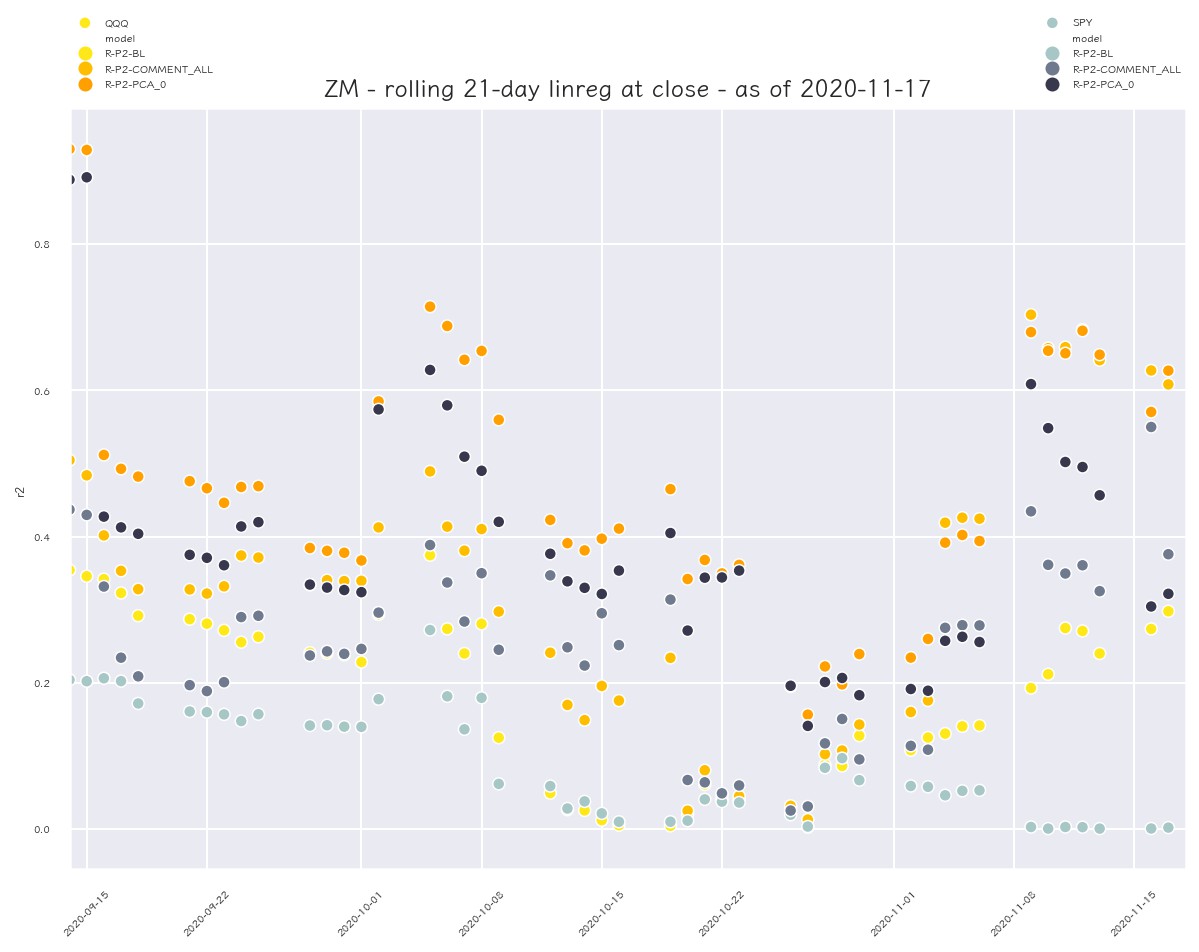 QQQ
model
R-P2-BL
R-P2-COMMENT_ALL
R-P2-PCA_0
SPY
model
R-P2-BL
R-P2-COMMENT_ALL
R-P2-PCA_0
ZM - rolling 21-day linreg at close - as of 2020-11-17
r2
0.8
0.6
0.4
0.2
0.0
2020-09-15
2020-09-22
2020-10-01
2020-10-08
2020-10-15
2020-10-22
2020-11-01
2020-11-08
2020-11-15